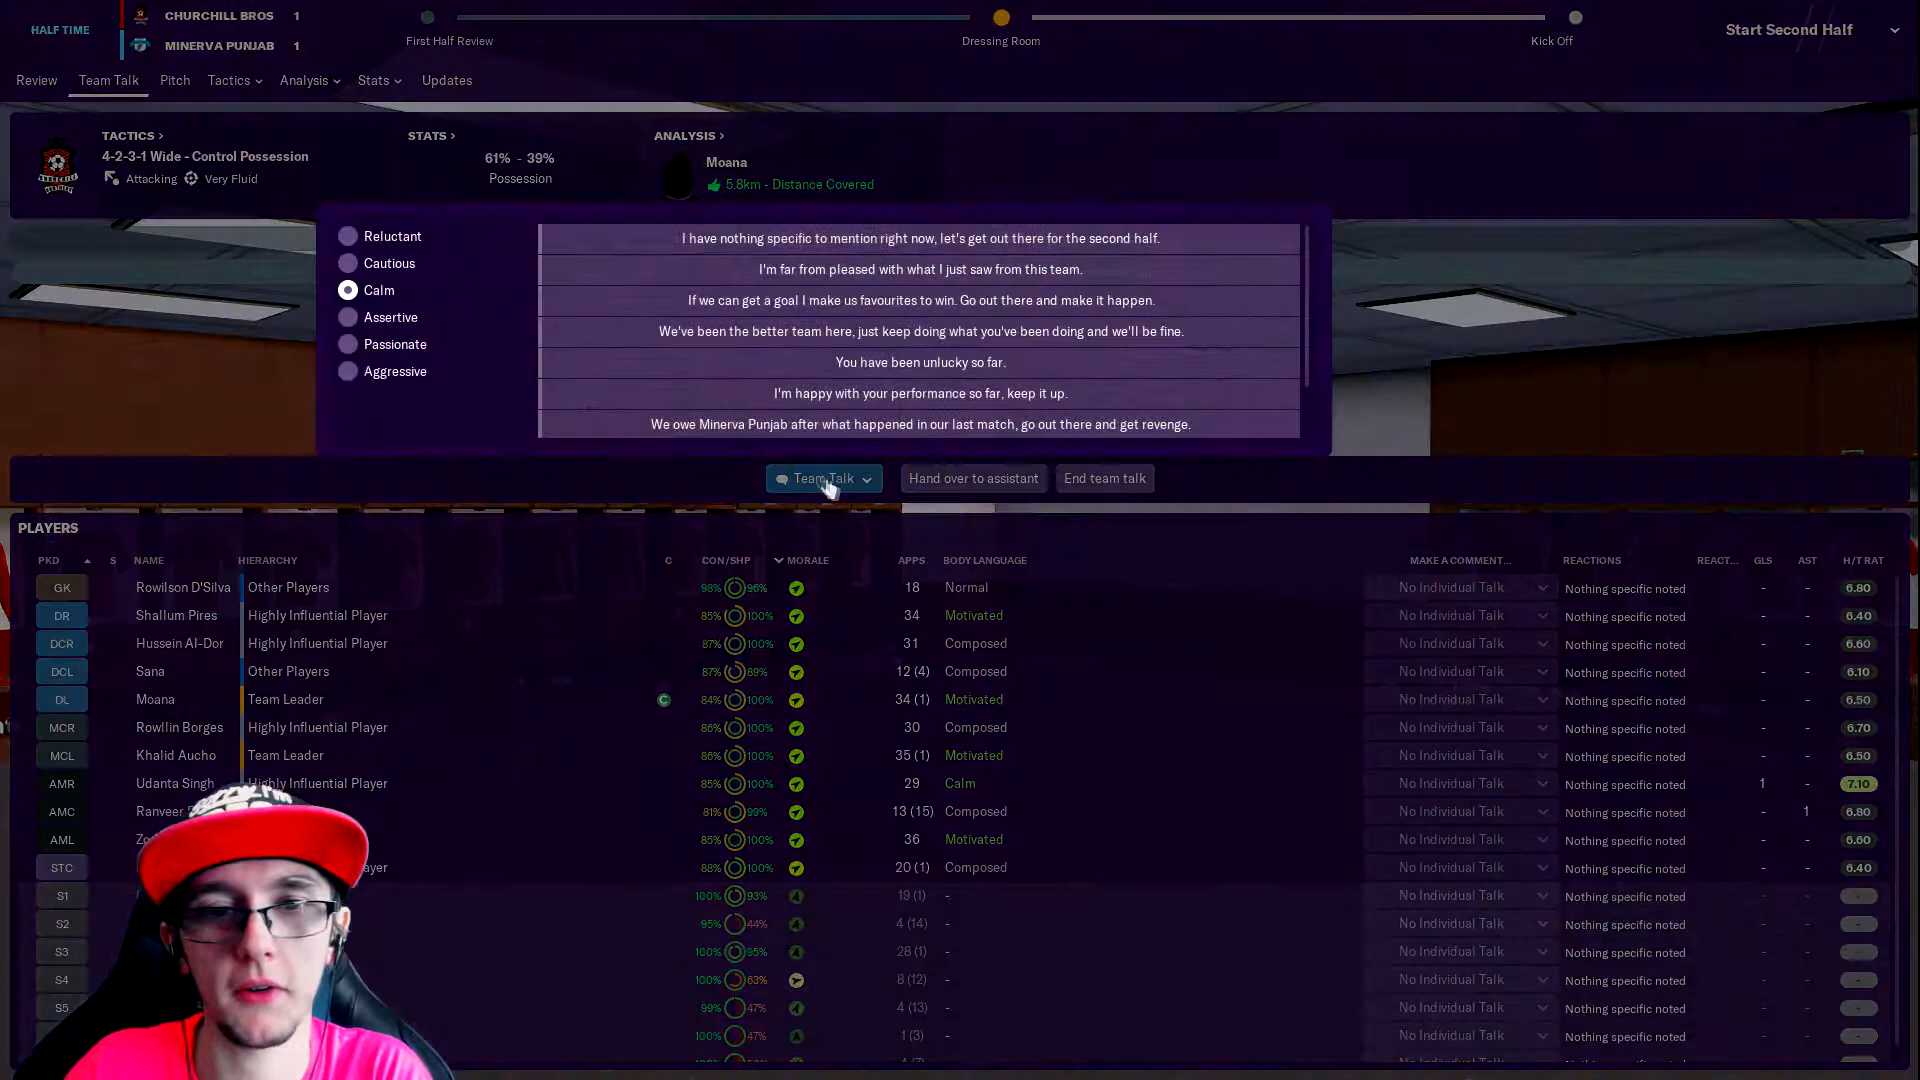 HALF TIME
CHURCHILL BROS 1
MINERVA PUNJAB 1
First Half Review
Dressing Room
Kick Off
Start Second Half
Review Team Talk Pitch Tactics Analysis Stats Updates
TACTICS >
4-2-3-1 Wide - Control Possession
Attacking Very Fluid
STATS >
61% - 39%
Possession
ANALYSIS >
Moana
5.8km - Distance Covered
Reluctant
Cautious
Calm
Assertive
Passionate
Aggressive
I have nothing specific to mention right now, let's get out there for the second half.
I'm far from pleased with what I just saw from this team.
If we can get a goal I make us favourites to win. Go out there and make it happen.
We've been the better team here, just keep doing what you've been doing and we'll be fine.
You have been unlucky so far.
I'm happy with your performance so far, keep it up.
We owe Minerva Punjab after what happened in our last match, go out there and get revenge.
Team Talk
Hand over to assistant
End team talk
PLAYERS
PKD S NAME HIERARCHY C CON/SHP MORALE APPS BODY LANGUAGE MAKE A COMMENT... REACTIONS REACT... GLS AST H/T RAT
GK Rowilson D'Silva Other Players 98% 96% 18 Normal No Individual Talk Nothing specific noted - - 6.80
DR Shallum Pires Highly Influential Player 85% 100% 34 Motivated No Individual Talk Nothing specific noted - - 6.40
DCR Hussein Al-Dor Highly Influential Player 87% 100% 31 Composed No Individual Talk Nothing specific noted - - 6.60
DCL Sana Other Players 87% 89% 12 (4) Composed No Individual Talk Nothing specific noted - - 6.10
DL Moana Team Leader C 84% 100% 34 (1) Motivated No Individual Talk Nothing specific noted - - 6.50
MCR Rowllin Borges Highly Influential Player 86% 100% 30 Composed No Individual Talk Nothing specific noted - - 6.70
MCL Khalid Aucho Team Leader 86% 100% 35 (1) Motivated No Individual Talk Nothing specific noted - - 6.50
AMR Udanta Singh Highly Influential Player 85% 100% 29 Calm No Individual Talk Nothing specific noted 1 - 7.10
AMC Ranveer 81% 99% 13 (15) Composed No Individual Talk Nothing specific noted - 1 6.80
AML 85% 100% 36 Motivated No Individual Talk Nothing specific noted - - 6.60
STC 88% 100% 20 (1) Composed No Individual Talk Nothing specific noted - - 6.40
S1 100% 93% 19 (1) - No Individual Talk Nothing specific noted - - -
S2 95% 44% 4 (14) - No Individual Talk Nothing specific noted - - -
S3 100% 95% 28 (1) - No Individual Talk Nothing specific noted - - -
S4 100% 63% 8 (12) - No Individual Talk Nothing specific noted - - -
S5 99% 47% 4 (13) - No Individual Talk Nothing specific noted - - -
100% 47% 1 (3) - No Individual Talk Nothing specific noted - - -